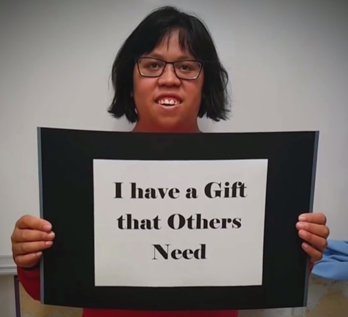 I have a Gift
that Others
Need